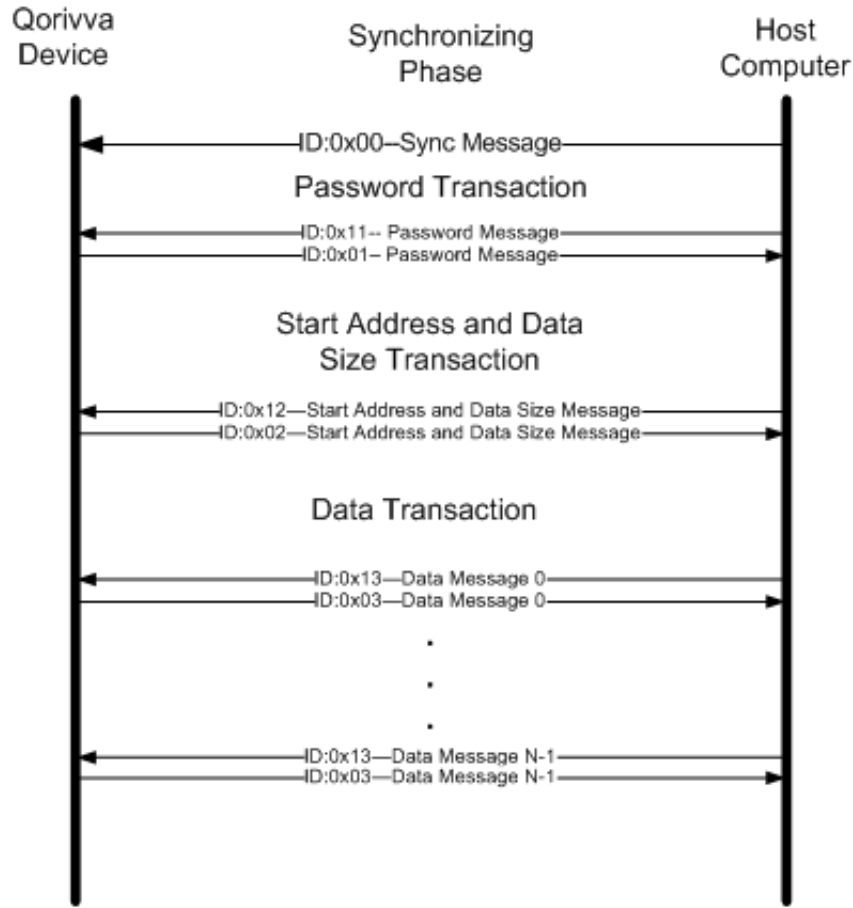 Qorivva
Device
Synchronizing
Phase
Host
Computer
ID:0x00--Sync Message
Password Transaction
ID:0x11-- Password Message
ID:0x01– Password Message
Start Address and Data
Size Transaction
ID:0x12—Start Address and Data Size Message
ID:0x02—Start Address and Data Size Message
Data Transaction
ID:0x13—Data Message 0
ID:0x03—Data Message 0
.
.
.
ID:0x13—Data Message N-1
ID:0x03—Data Message N-1